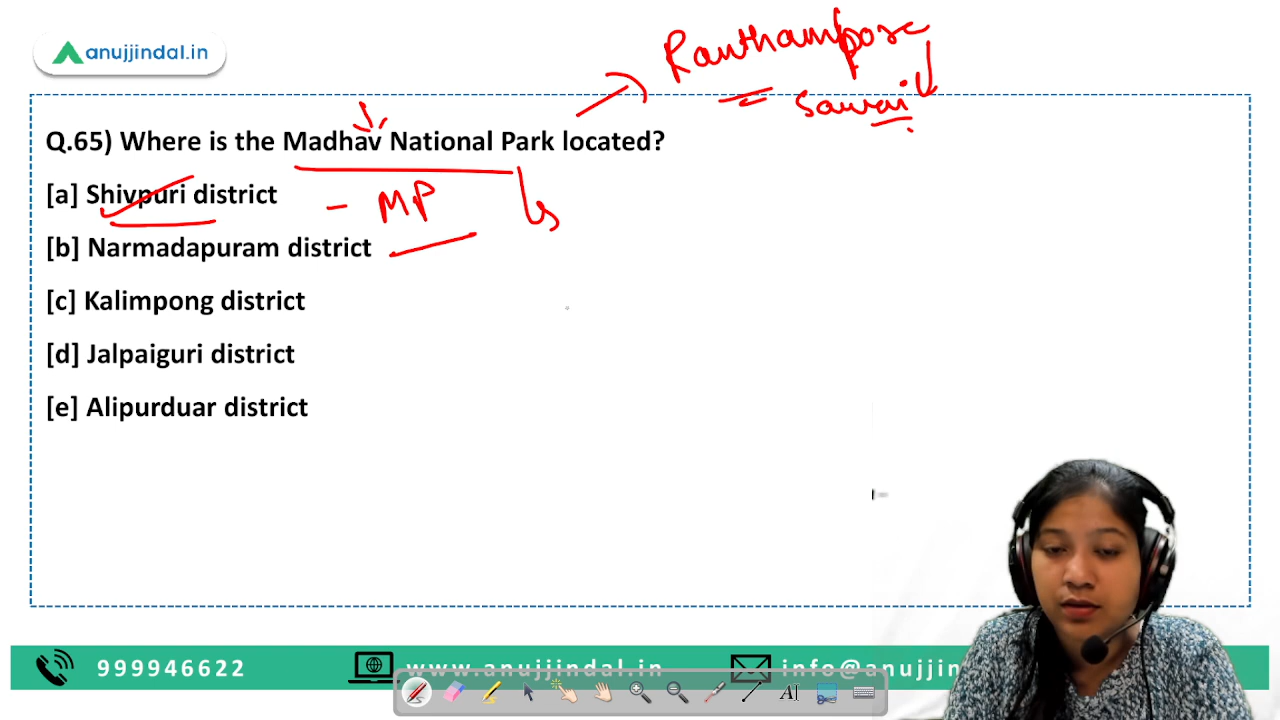 anujjindal.in
Ranthambore
Sawai
Q.65) Where is the Madhav National Park located?
[a] Shivpuri district
- MP
[b] Narmadapuram district
[c] Kalimpong district
[d] Jalpaiguri district
[e] Alipurduar district
999946622
www.anujjindal.in
info@anujjin